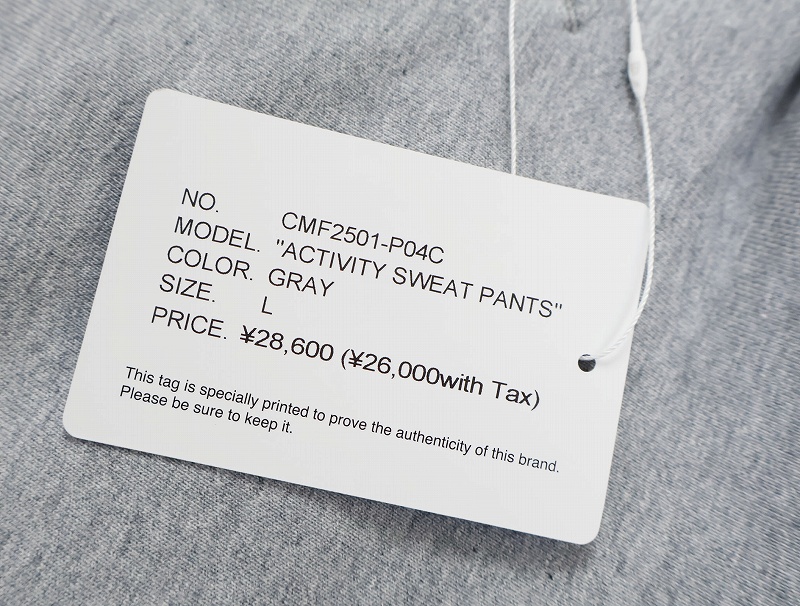 NO. CMF2501-P04C
MODEL. "ACTIVITY SWEAT PANTS"
COLOR. GRAY
SIZE. L
PRICE. ¥28,600 (¥26,000with Tax)
This tag is specially printed to prove the authenticity of this brand.
Please be sure to keep it.